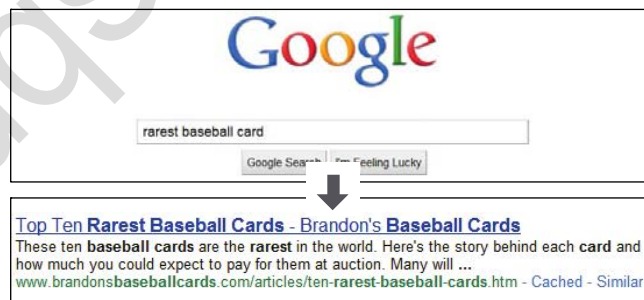 Google
rarest baseball card
Google Search I'm Feeling Lucky
Top Ten Rarest Baseball Cards - Brandon's Baseball Cards
These ten baseball cards are the rarest in the world. Here's the story behind each card and
how much you could expect to pay for them at auction. Many will ...
www.brandonsbaseballcards.com/articles/ten-rarest-baseball-cards.htm - Cached - Similar